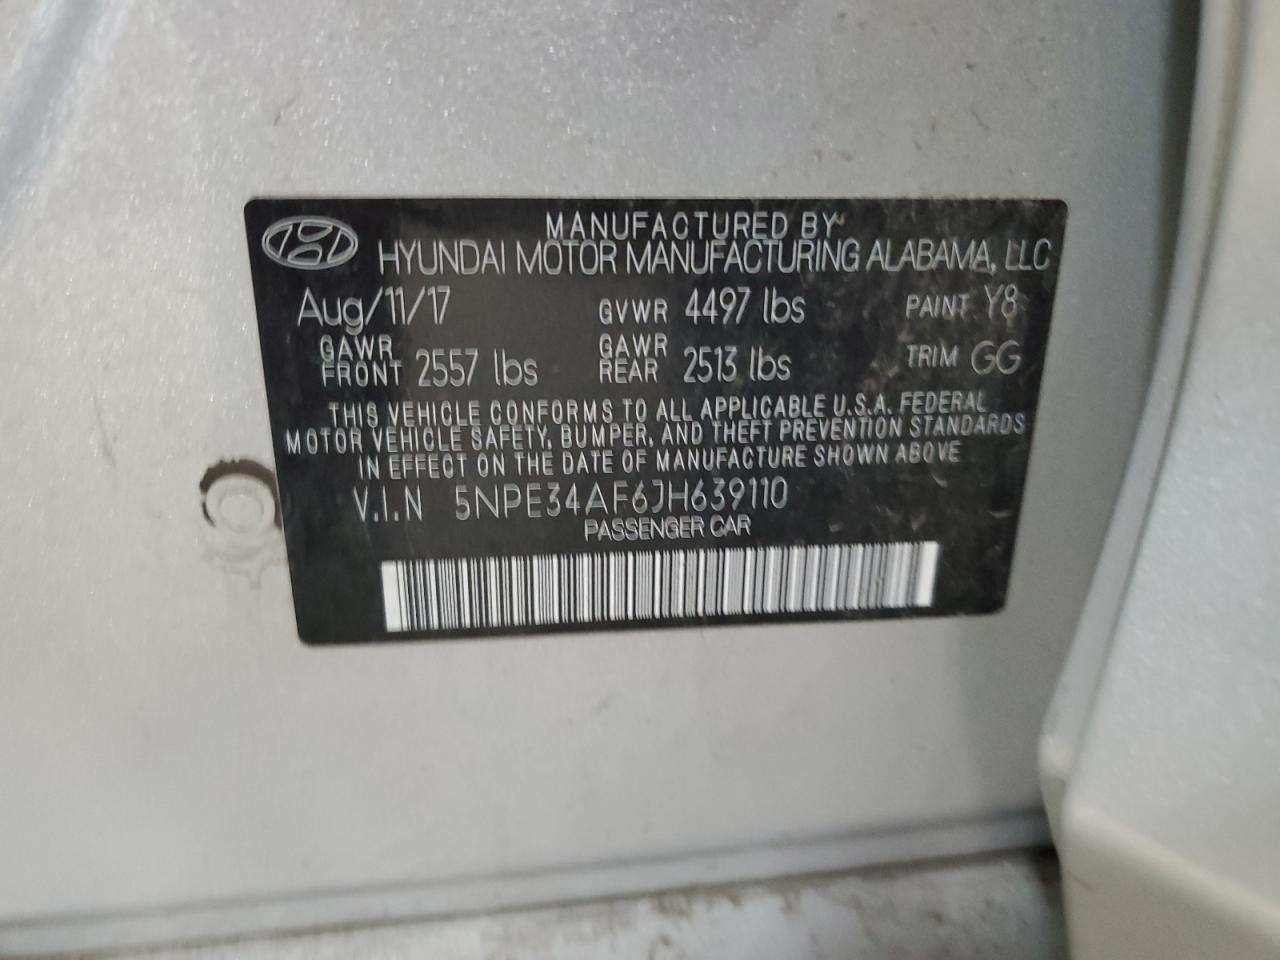 MANUFACTURED BY
HYUNDAI MOTOR MANUFACTURING ALABAMA, LLC
Aug/11/17 GVWR 4497 lbs PAINT Y8
GAWR FRONT 2557 lbs GAWR REAR 2513 lbs TRIM GG
THIS VEHICLE CONFORMS TO ALL APPLICABLE U.S.A. FEDERAL
MOTOR VEHICLE SAFETY, BUMPER, AND THEFT PREVENTION STANDARDS
IN EFFECT ON THE DATE OF MANUFACTURE SHOWN ABOVE
V.I.N 5NPE34AF6JH639110
PASSENGER CAR